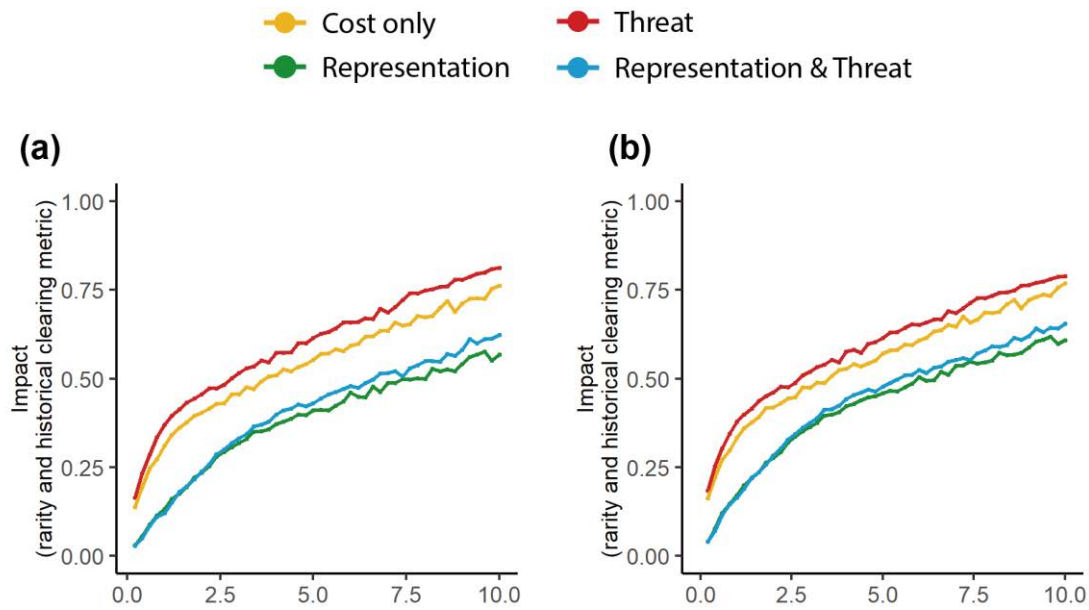 Cost only
Threat
Representation
Representation & Threat
(a)
(b)
Impact
(rarity and historical clearing metric)
1.00
0.75
0.50
0.25
0.00
0.0
2.5
5.0
7.5
10.0
Impact
(rarity and historical clearing metric)
1.00
0.75
0.50
0.25
0.00
0.0
2.5
5.0
7.5
10.0